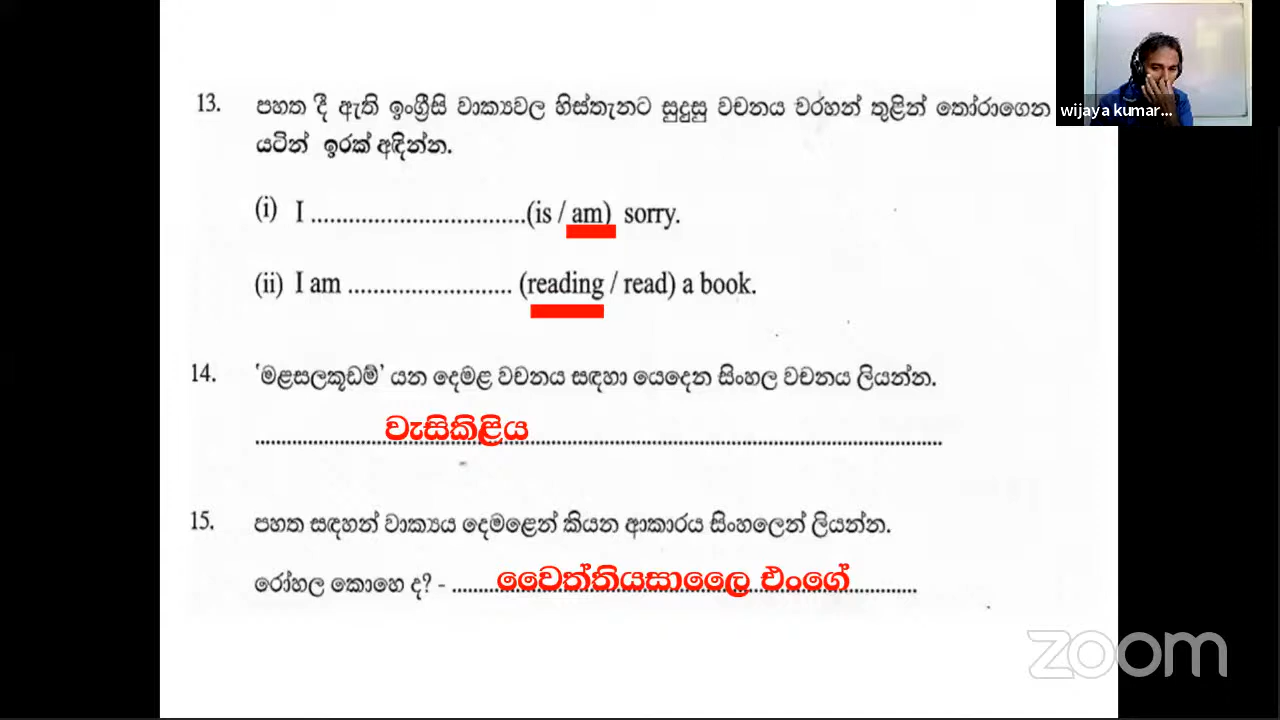 13. පහත දී ඇති ඉංග්‍රීසි වාක්‍යවල හිස්තැනට සුදුසු වචනය වරහන් තුළින් තෝරාගෙන
wijaya kumar...
යටින් ඉරක් අඳින්න.
(i) I ..................................(is / am) sorry.
(ii) I am .......................... (reading / read) a book.
14. ‘මළසලකූඩම්’ යන දෙමළ වචනය සඳහා යෙදෙන සිංහල වචනය ලියන්න.
වැසිකිළිය
15. පහත සඳහන් වාක්‍යය දෙමළෙන් කියන ආකාරය සිංහලෙන් ලියන්න.
රෝහල කොහෙ ද? - වෛත්තියසාලෛ එංගේ
zoom